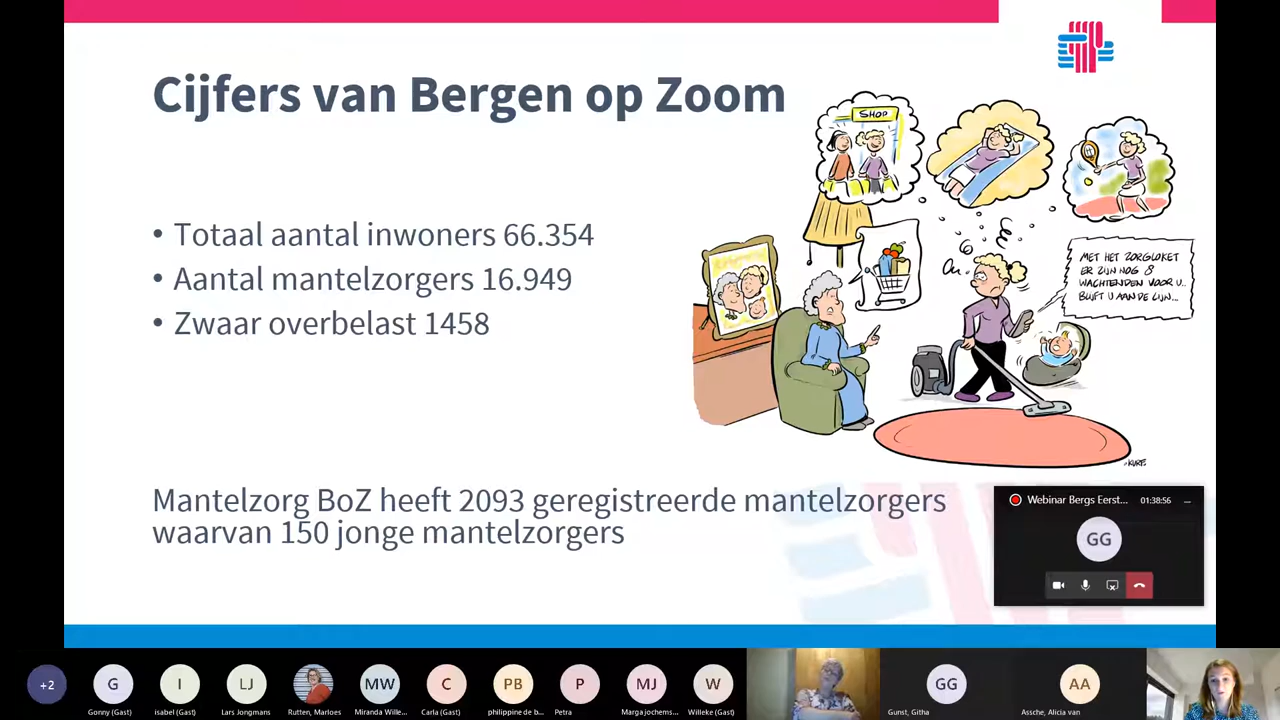 Cijfers van Bergen op Zoom
SHOP
• Totaal aantal inwoners 66.354
• Aantal mantelzorgers 16.949
• Zwaar overbelast 1458
MET HET ZORGLOKET
ER ZIJN NOG 8
WACHTENDEN VOOR U..
BLIJFT U AAN DE LIJN...
Mantelzorg BoZ heeft 2093 geregistreerde mantelzorgers
waarvan 150 jonge mantelzorgers
Webinar Bergs Eerst... 01:38:56
GG
+2
G
I
LJ
MW
C
PB
P
MJ
W
GG
AA
Gonny (Gast)
isabel (Gast)
Lars Jongmans
Rutten, Marloes
Miranda Wille...
Carla (Gast)
philippine de b...
Petra
Marga jochems...
Willeke (Gast)
Gunst, Githa
Assche, Alicia van